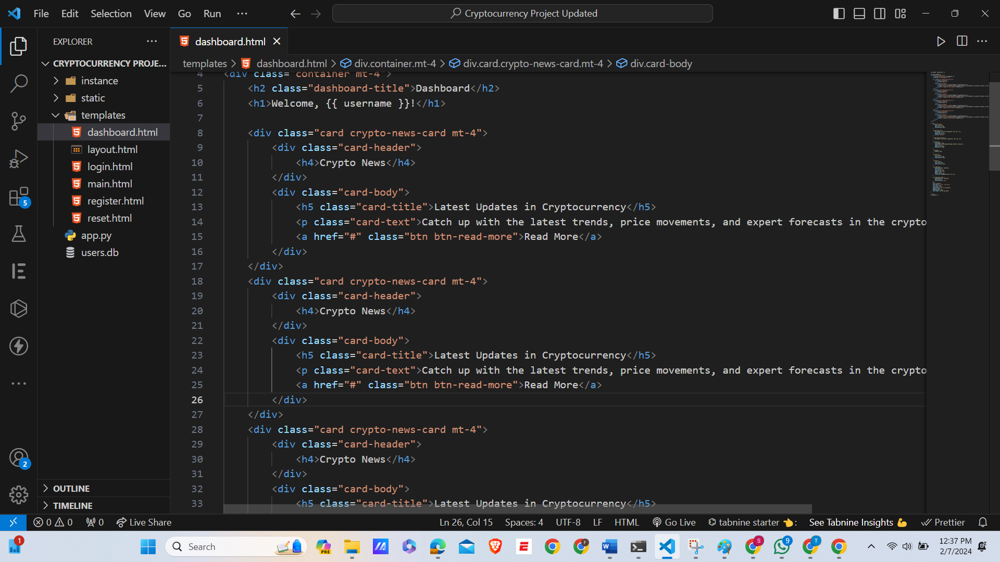 File Edit Selection View Go Run ··· Cryptocurrency Project Updated
EXPLORER
CRYPTOCURRENCY PROJE...
instance
static
templates
dashboard.html
layout.html
login.html
main.html
register.html
reset.html
app.py
users.db
OUTLINE
TIMELINE
5
2
dashboard.html
templates > dashboard.html > div.container.mt-4 > div.card.crypto-news-card.mt-4 > div.card-body
4 <div class="container mt-4">
5 <h2 class="dashboard-title">Dashboard</h2>
6 <h1>Welcome, {{ username }}!</h1>
7
8 <div class="card crypto-news-card mt-4">
9 <div class="card-header">
10 <h4>Crypto News</h4>
11 </div>
12 <div class="card-body">
13 <h5 class="card-title">Latest Updates in Cryptocurrency</h5>
14 <p class="card-text">Catch up with the latest trends, price movements, and expert forecasts in the crypto
15 <a href="#" class="btn btn-read-more">Read More</a>
16 </div>
17 </div>
18 <div class="card crypto-news-card mt-4">
19 <div class="card-header">
20 <h4>Crypto News</h4>
21 </div>
22 <div class="card-body">
23 <h5 class="card-title">Latest Updates in Cryptocurrency</h5>
24 <p class="card-text">Catch up with the latest trends, price movements, and expert forecasts in the crypto
25 <a href="#" class="btn btn-read-more">Read More</a>
26 </div>
27 </div>
28 <div class="card crypto-news-card mt-4">
29 <div class="card-header">
30 <h4>Crypto News</h4>
31 </div>
32 <div class="card-body">
33 <h5 class="card-title">Latest Updates in Cryptocurrency</h5>
0 0 0 Live Share Ln 26, Col 15 Spaces: 4 UTF-8 LF HTML Go Live tabnine starter 👈: See Tabnine Insights 💪 Prettier
1 Search PRE F S 9 T 12:37 PM
2/7/2024